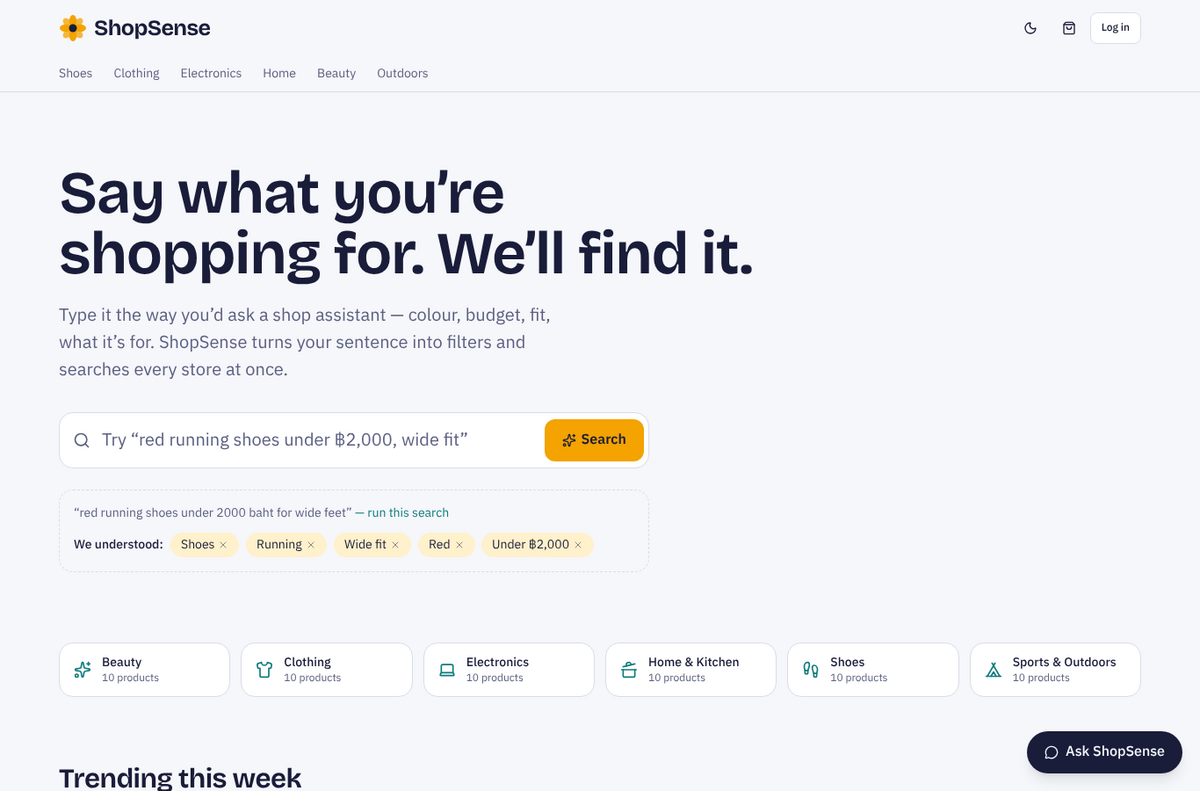 ShopSense
Log in
Shoes Clothing Electronics Home Beauty Outdoors
Say what you’re
shopping for. We’ll find it.
Type it the way you’d ask a shop assistant — colour, budget, fit,
what it’s for. ShopSense turns your sentence into filters and
searches every store at once.
Try “red running shoes under ฿2,000, wide fit”
Search
“red running shoes under 2000 baht for wide feet” — run this search
We understood: Shoes × Running × Wide fit × Red × Under ฿2,000 ×
Beauty
10 products
Clothing
10 products
Electronics
10 products
Home & Kitchen
10 products
Shoes
10 products
Sports & Outdoors
10 products
Ask ShopSense
Trending this week